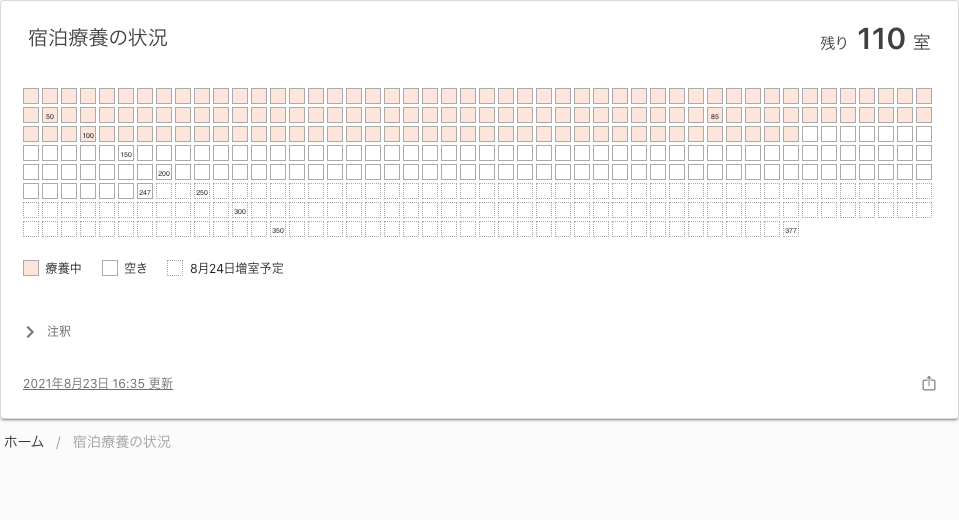 宿泊療養の状況
残り 110 室
50
85
100
150
200
247
250
300
350
377
療養中
空き
8月24日増室予定
注釈
2021年8月23日 16:35 更新
ホーム / 宿泊療養の状況